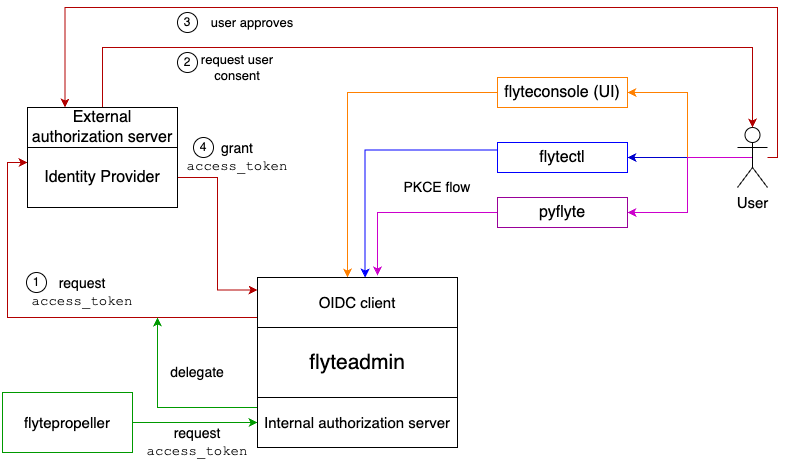 3 user approves
2 request user
consent
External
authorization server
Identity Provider
4 grant
access_token
flyteconsole (UI)
flytectl
PKCE flow
pyflyte
User
1 request
access_token
OIDC client
flyteadmin
delegate
Internal authorization server
flytepropeller
request
access_token